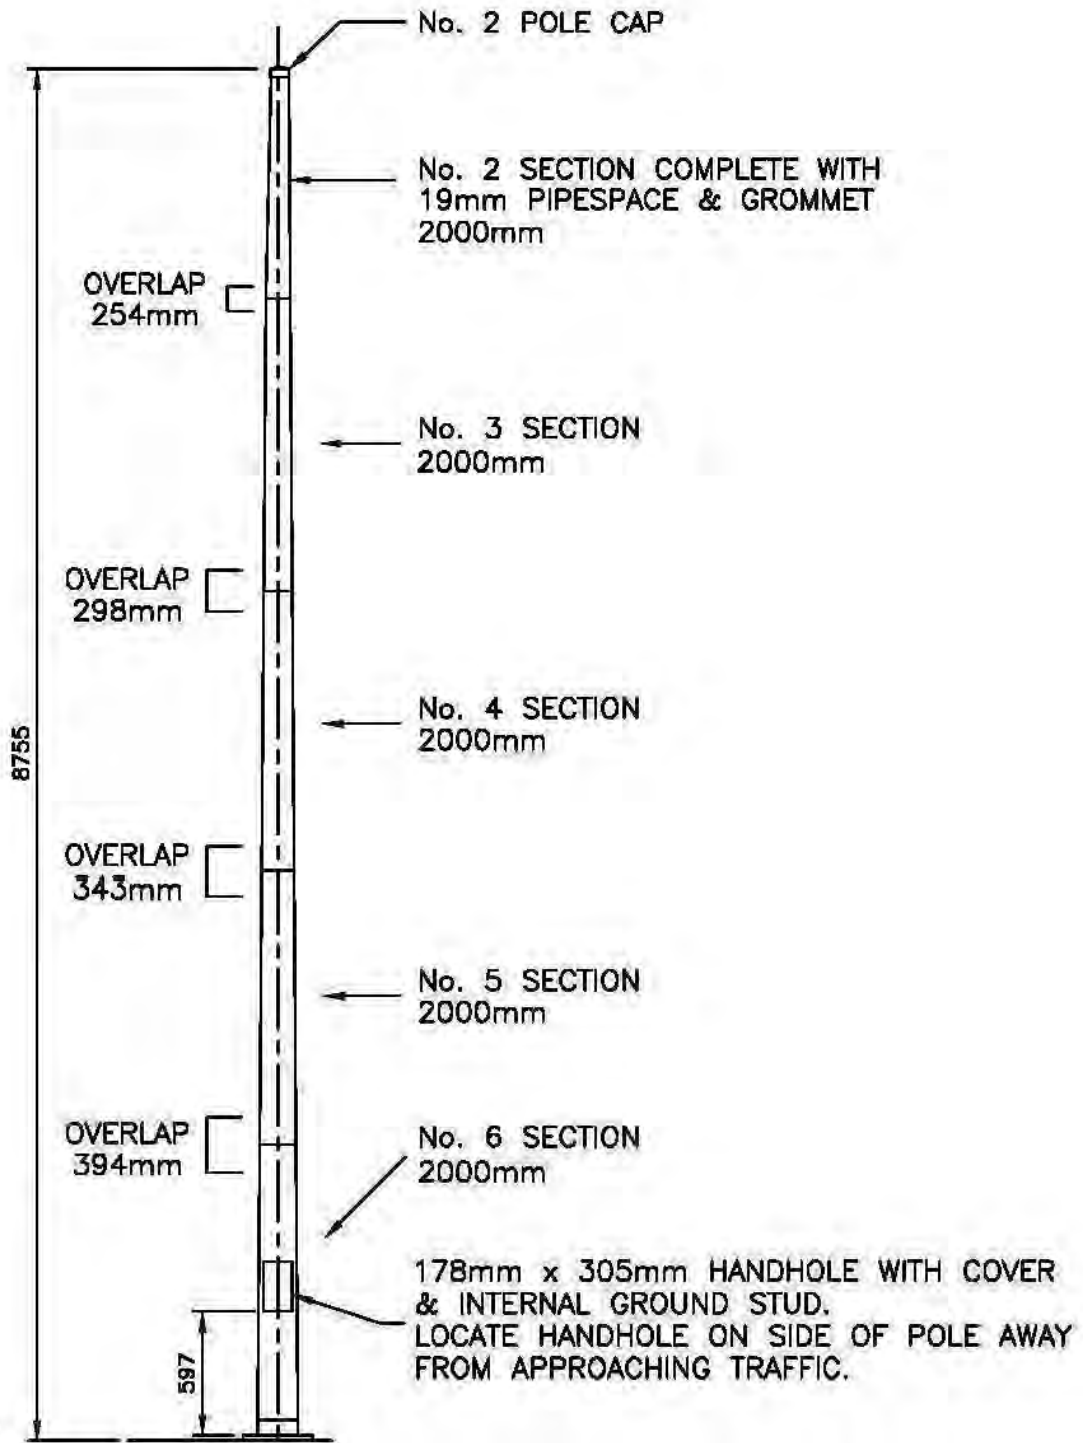 No. 2 POLE CAP
No. 2 SECTION COMPLETE WITH
19mm PIPESPACE & GROMMET
2000mm
OVERLAP
254mm
No. 3 SECTION
2000mm
OVERLAP
298mm
No. 4 SECTION
2000mm
8755
OVERLAP
343mm
No. 5 SECTION
2000mm
OVERLAP
394mm
No. 6 SECTION
2000mm
178mm x 305mm HANDHOLE WITH COVER
& INTERNAL GROUND STUD.
LOCATE HANDHOLE ON SIDE OF POLE AWAY
FROM APPROACHING TRAFFIC.
597